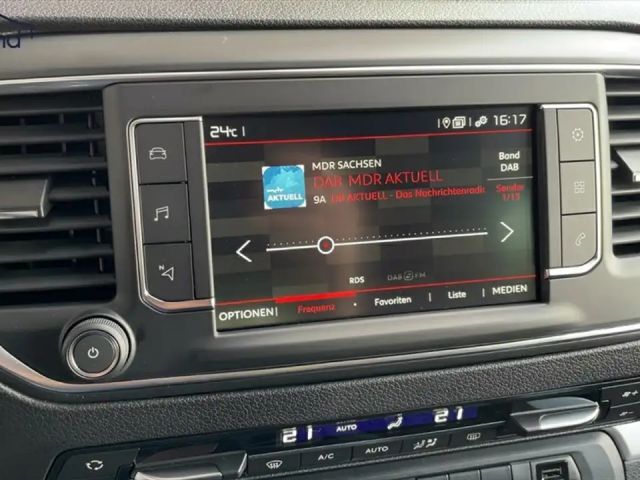 24°C
16:17
MDR SACHSEN
DAB MDR AKTUELL
9A
AKTUELL - Das Nachrichtenradio
mdr
AKTUELL
Band
DAB
Sender
1/13
RDS
DAB FM
OPTIONEN
Frequenz
Favoriten
Liste
MEDIEN
N
21
AUTO
21
A/C
AUTO